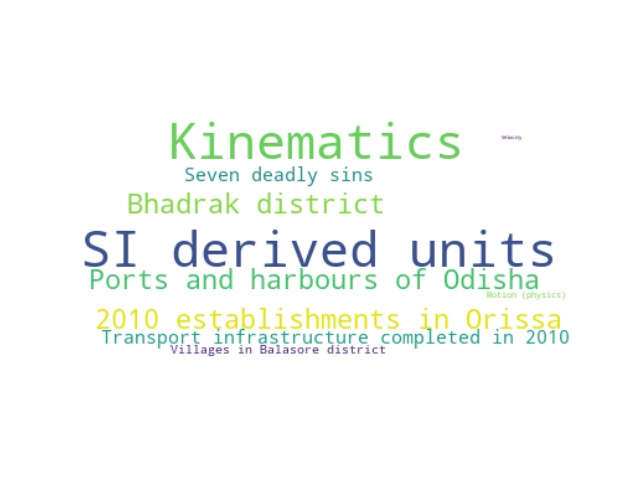 Kinematics
Velocity
Seven deadly sins
Bhadrak district
SI derived units
Ports and harbours of Odisha
Motion (physics)
2010 establishments in Orissa
Transport infrastructure completed in 2010
Villages in Balasore district